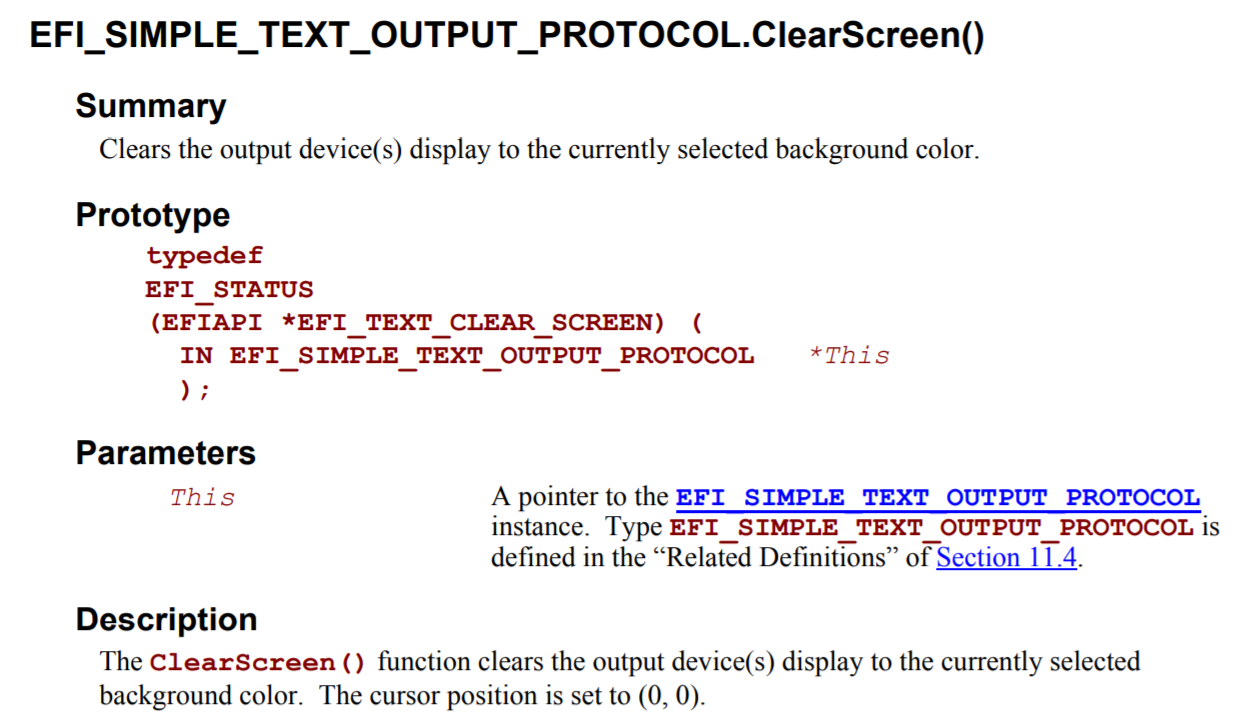 EFI_SIMPLE_TEXT_OUTPUT_PROTOCOL.ClearScreen()
Summary
Clears the output device(s) display to the currently selected background color.
Prototype
typedef
EFI_STATUS
(EFIAPI *EFI_TEXT_CLEAR_SCREEN) (
IN EFI_SIMPLE_TEXT_OUTPUT_PROTOCOL *This
);
Parameters
This A pointer to the EFI_SIMPLE_TEXT_OUTPUT_PROTOCOL
instance. Type EFI_SIMPLE_TEXT_OUTPUT_PROTOCOL is
defined in the “Related Definitions” of Section 11.4.
Description
The ClearScreen() function clears the output device(s) display to the currently selected
background color. The cursor position is set to (0, 0).